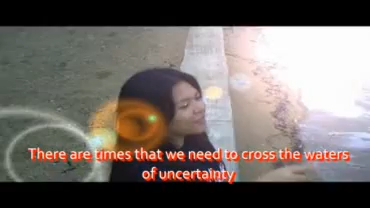 There are times that we need to cross the waters
of uncertainty